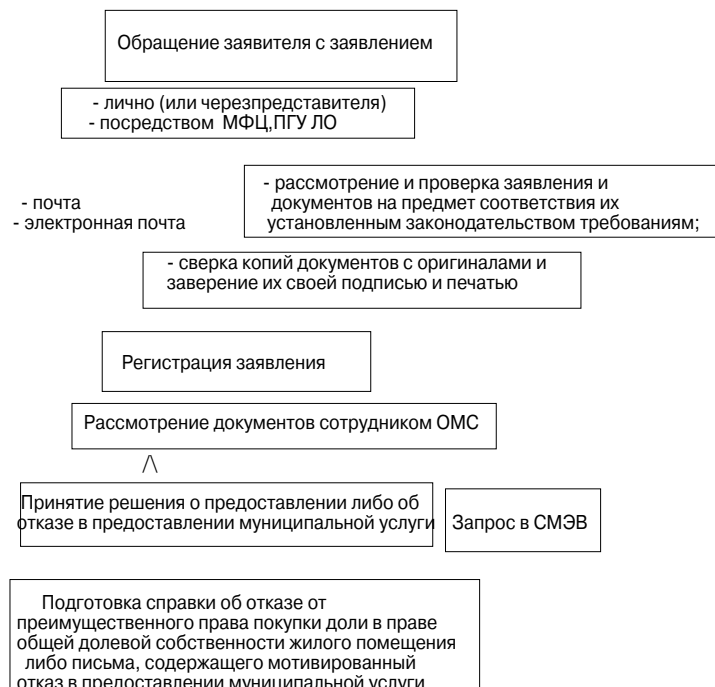 Обращение заявителя с заявлением
- лично (или черезпредставителя)
- посредством МФЦ,ПГУ ЛО
- почта
- электронная почта
- рассмотрение и проверка заявления и
документов на предмет соответствия их
установленным законодательством требованиям;
- сверка копий документов с оригиналами и
заверение их своей подписью и печатью
Регистрация заявления
Рассмотрение документов сотрудником ОМС
/\
Принятие решения о предоставлении либо об
отказе в предоставлении муниципальной услуги
Запрос в СМЭВ
Подготовка справки об отказе от
преимущественного права покупки доли в праве
общей долевой собственности жилого помещения
либо письма, содержащего мотивированный
отказ в предоставлении муниципальной услуги